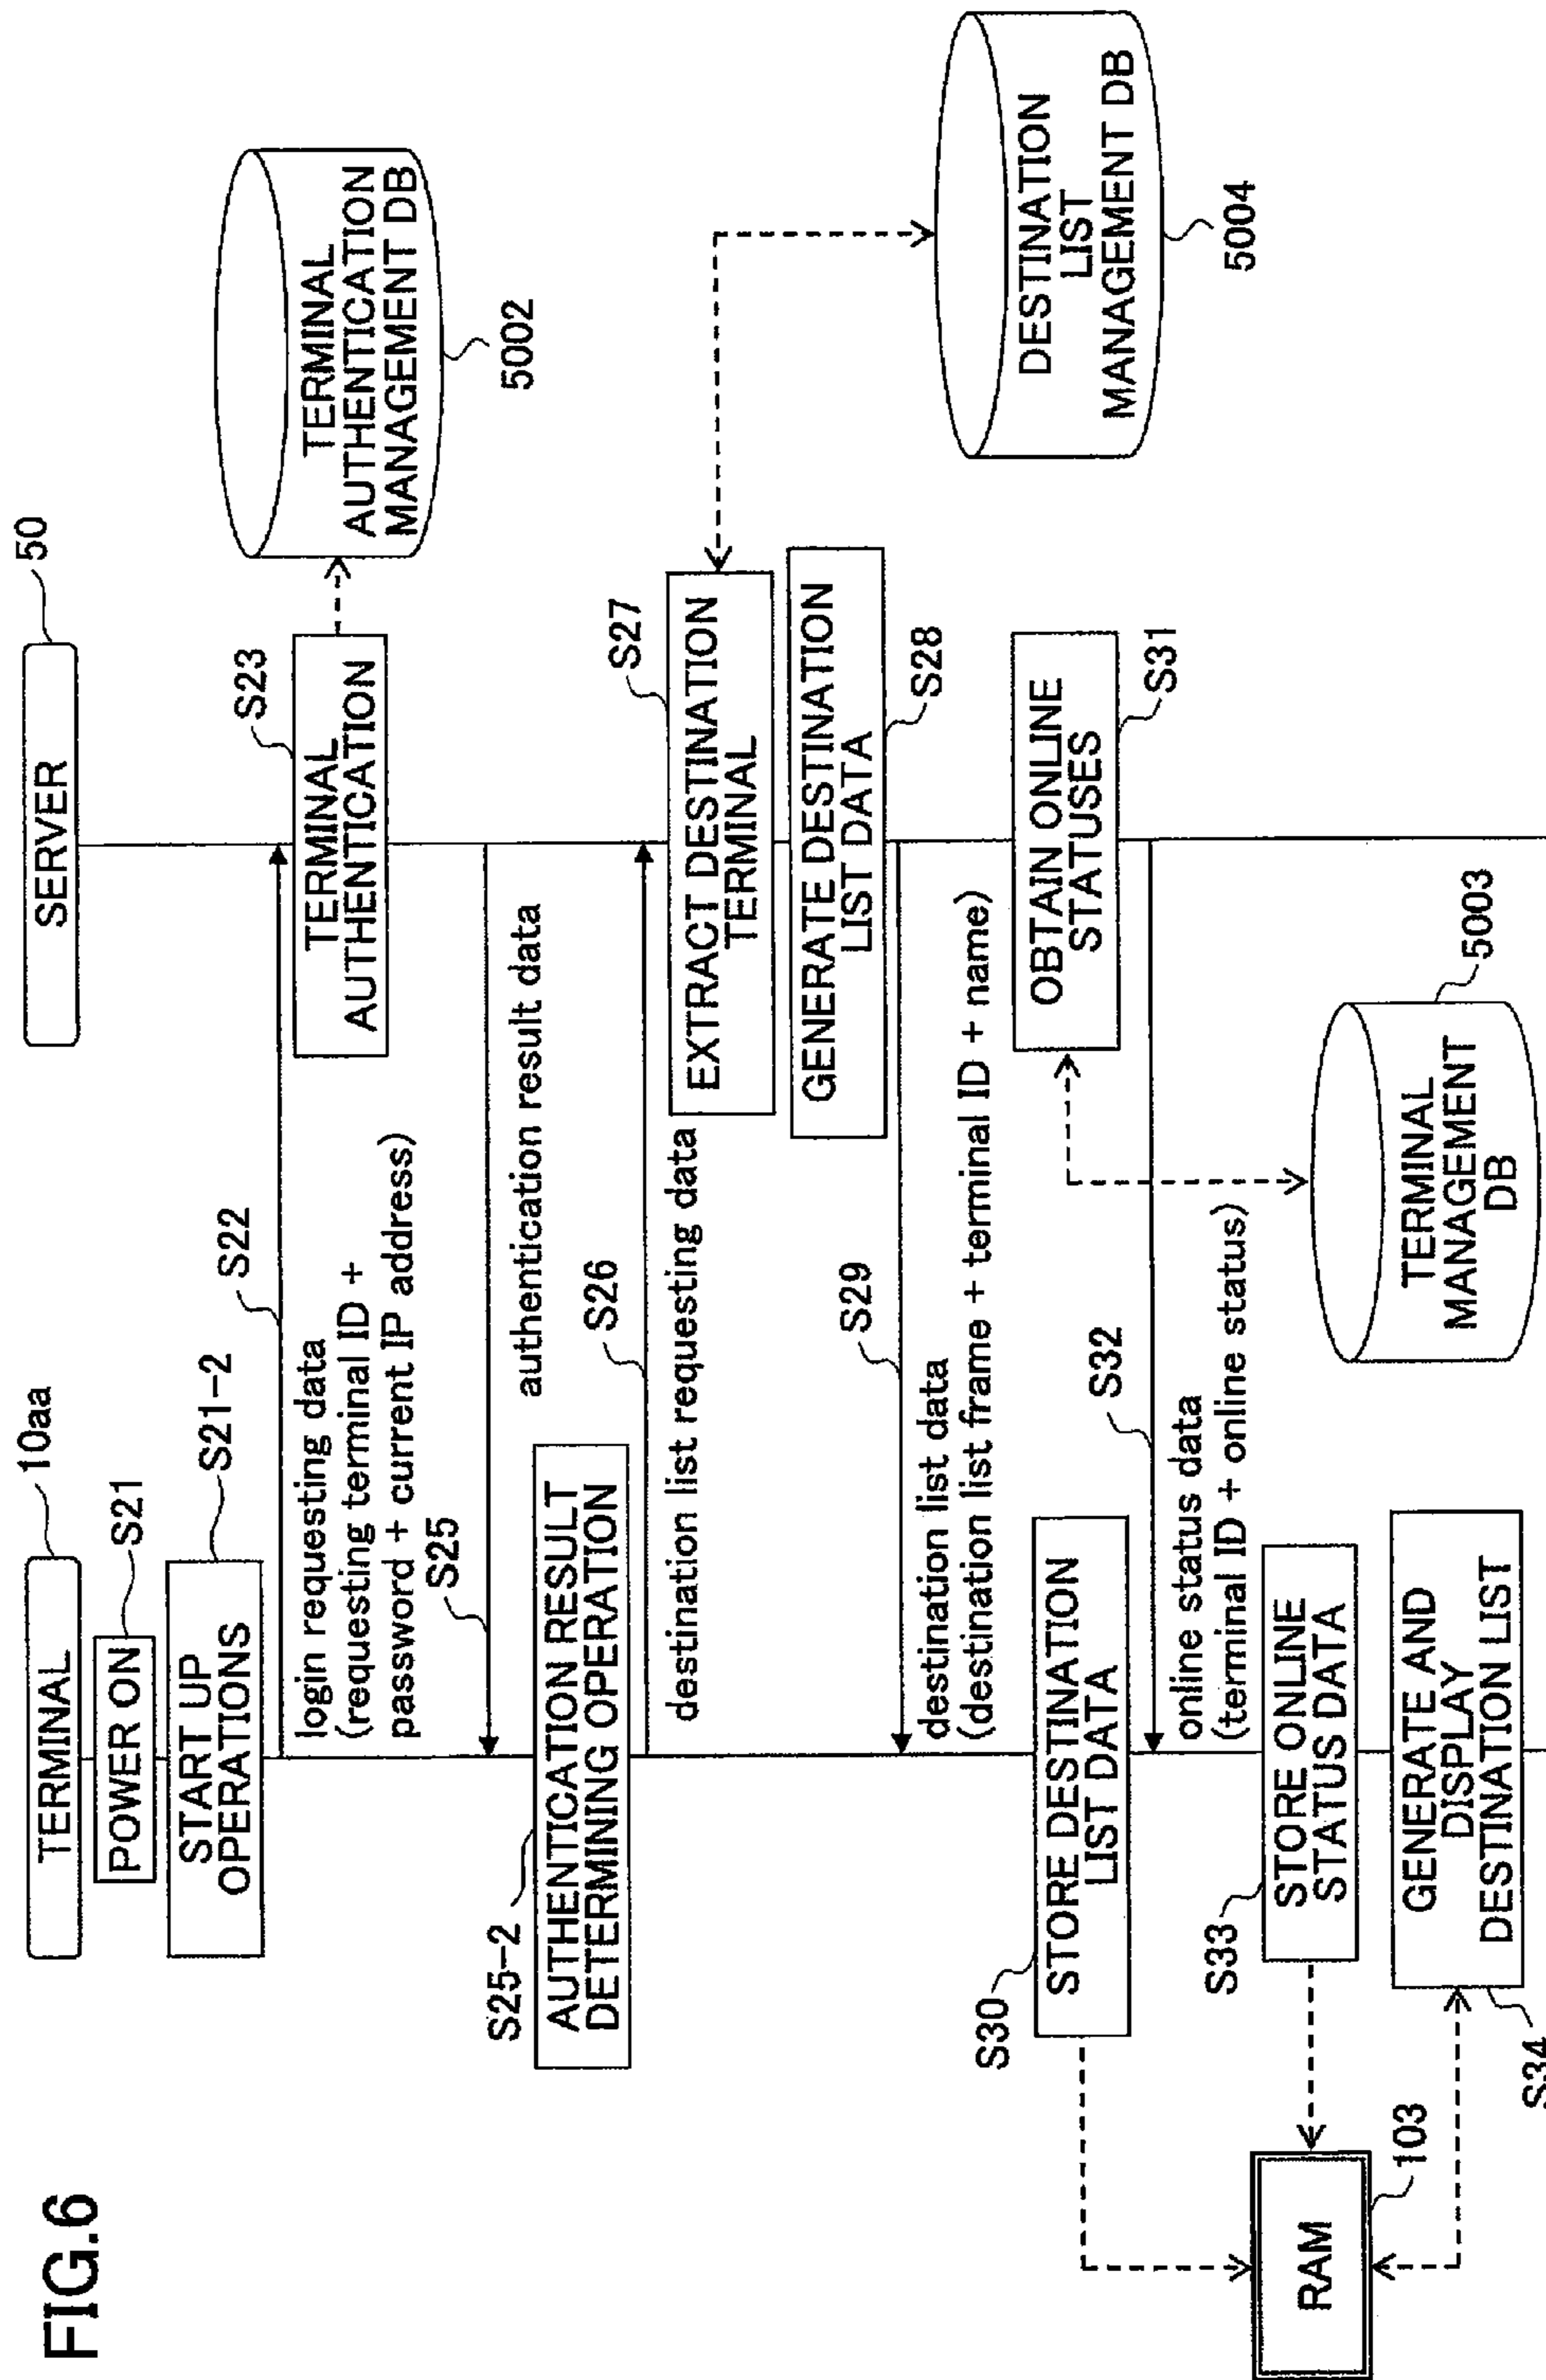 FIG.6
TERMINAL
10aa
SERVER
50
POWER ON
S21
START UP
OPERATIONS
S21-2
S22
login requesting data
(requesting terminal ID +
password + current IP address)
S23
TERMINAL
AUTHENTICATION
TERMINAL
AUTHENTICATION
MANAGEMENT DB
5002
S25
authentication result data
S25-2
AUTHENTICATION RESULT
DETERMINING OPERATION
S26
destination list requesting data
S27
EXTRACT DESTINATION
TERMINAL
GENERATE DESTINATION
LIST DATA
S28
DESTINATION
LIST
MANAGEMENT DB
5004
S29
destination list data
(destination list frame + terminal ID + name)
S30
STORE DESTINATION
LIST DATA
OBTAIN ONLINE
STATUSES
S31
S32
online status data
(terminal ID + online status)
TERMINAL
MANAGEMENT
DB
5003
S33
STORE ONLINE
STATUS DATA
GENERATE AND
DISPLAY
DESTINATION LIST
S34
RAM
103